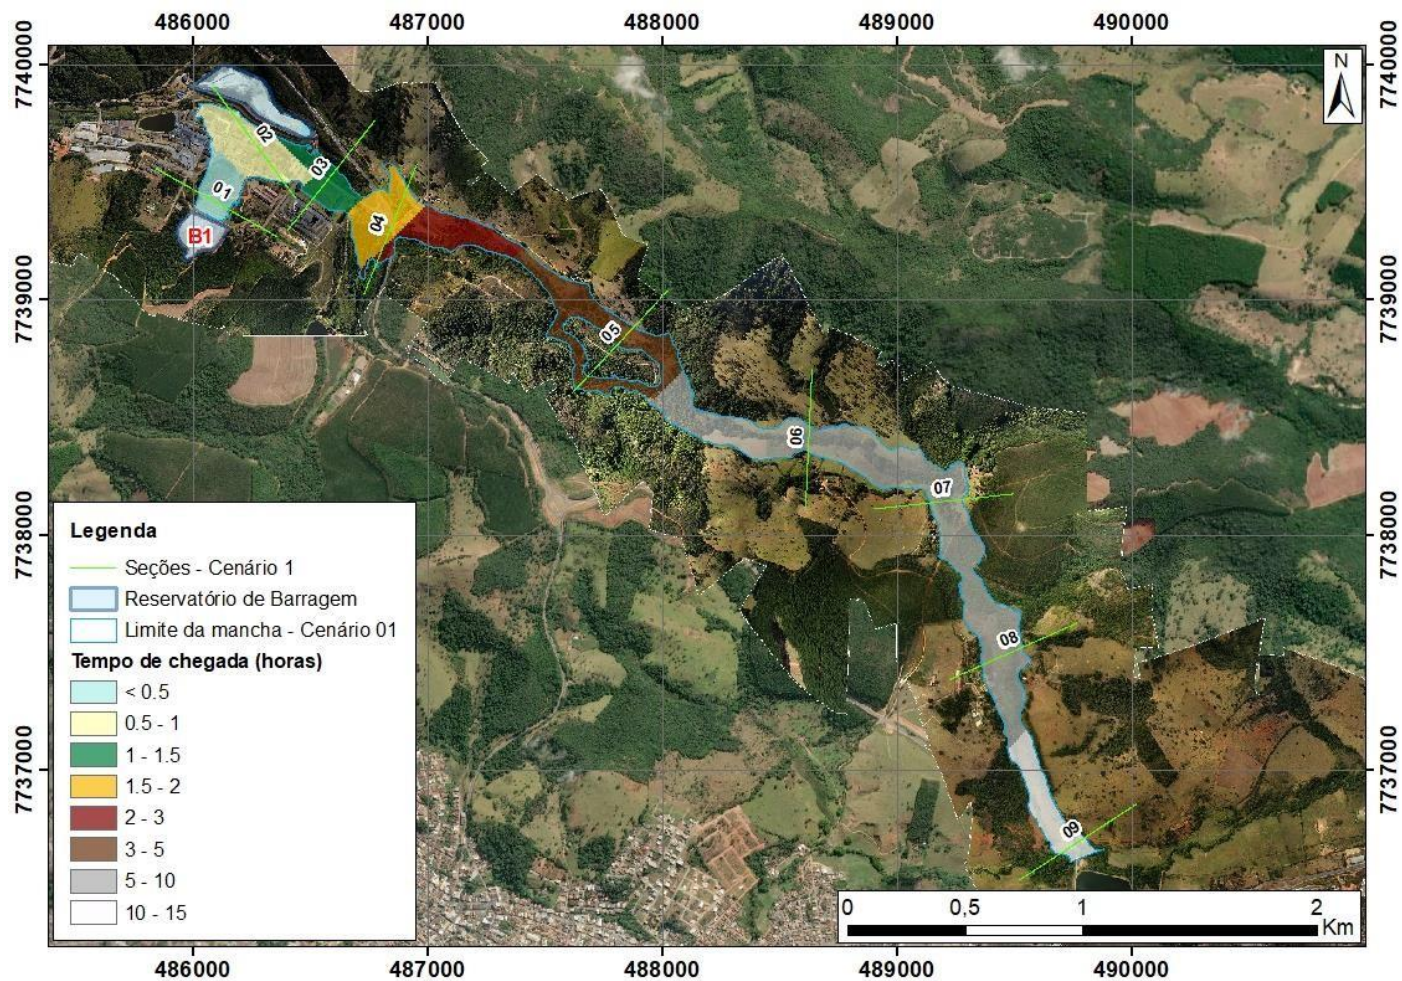 486000 487000 488000 489000 490000
7740000
7740000
N
02
03
01
04
B1
7739000
7739000
05
06
07
7738000
7738000
08
Legenda
Seções - Cenário 1
Reservatório de Barragem
Limite da mancha - Cenário 01
Tempo de chegada (horas)
< 0.5
0.5 - 1
1 - 1.5
1.5 - 2
2 - 3
3 - 5
5 - 10
10 - 15
7737000
7737000
09
0 0,5 1 2
Km
486000 487000 488000 489000 490000